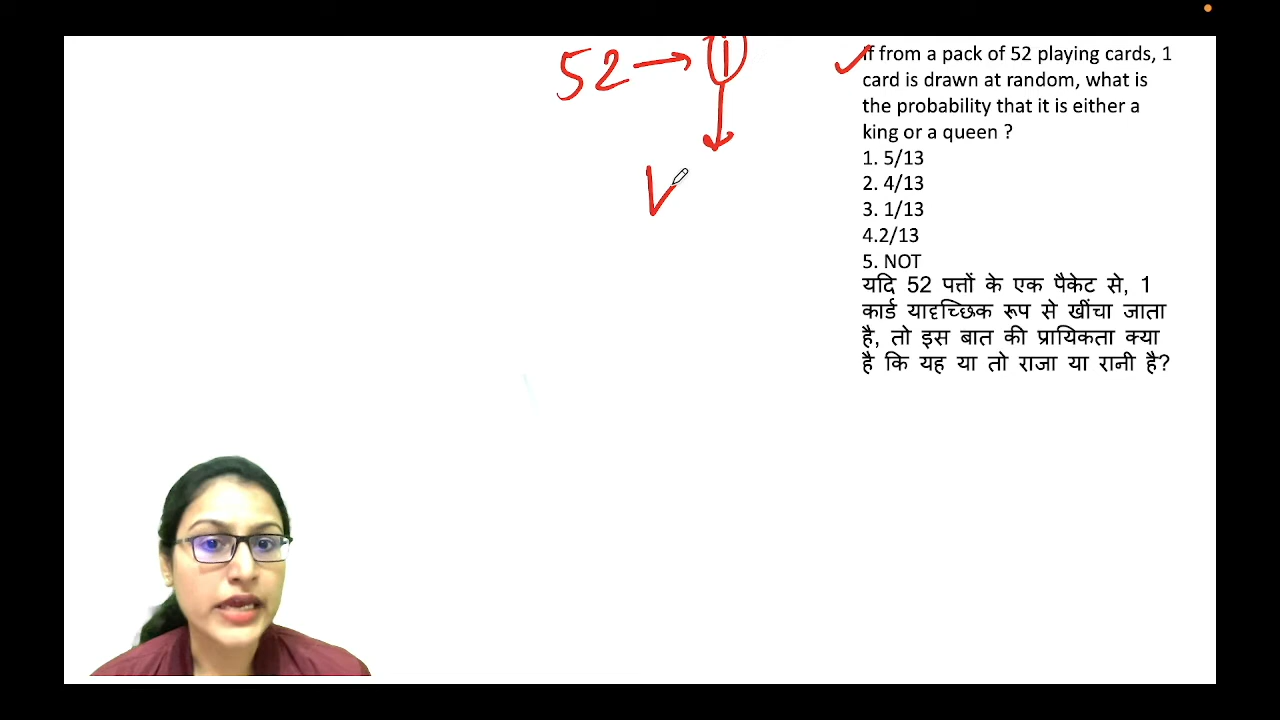 52 → 1
If from a pack of 52 playing cards, 1
card is drawn at random, what is
the probability that it is either a
king or a queen ?
1. 5/13
2. 4/13
3. 1/13
4.2/13
5. NOT
यदि 52 पत्तों के एक पैकेट से, 1
कार्ड यादृच्छिक रूप से खींचा जाता
है, तो इस बात की प्रायिकता क्या
है कि यह या तो राजा या रानी है?